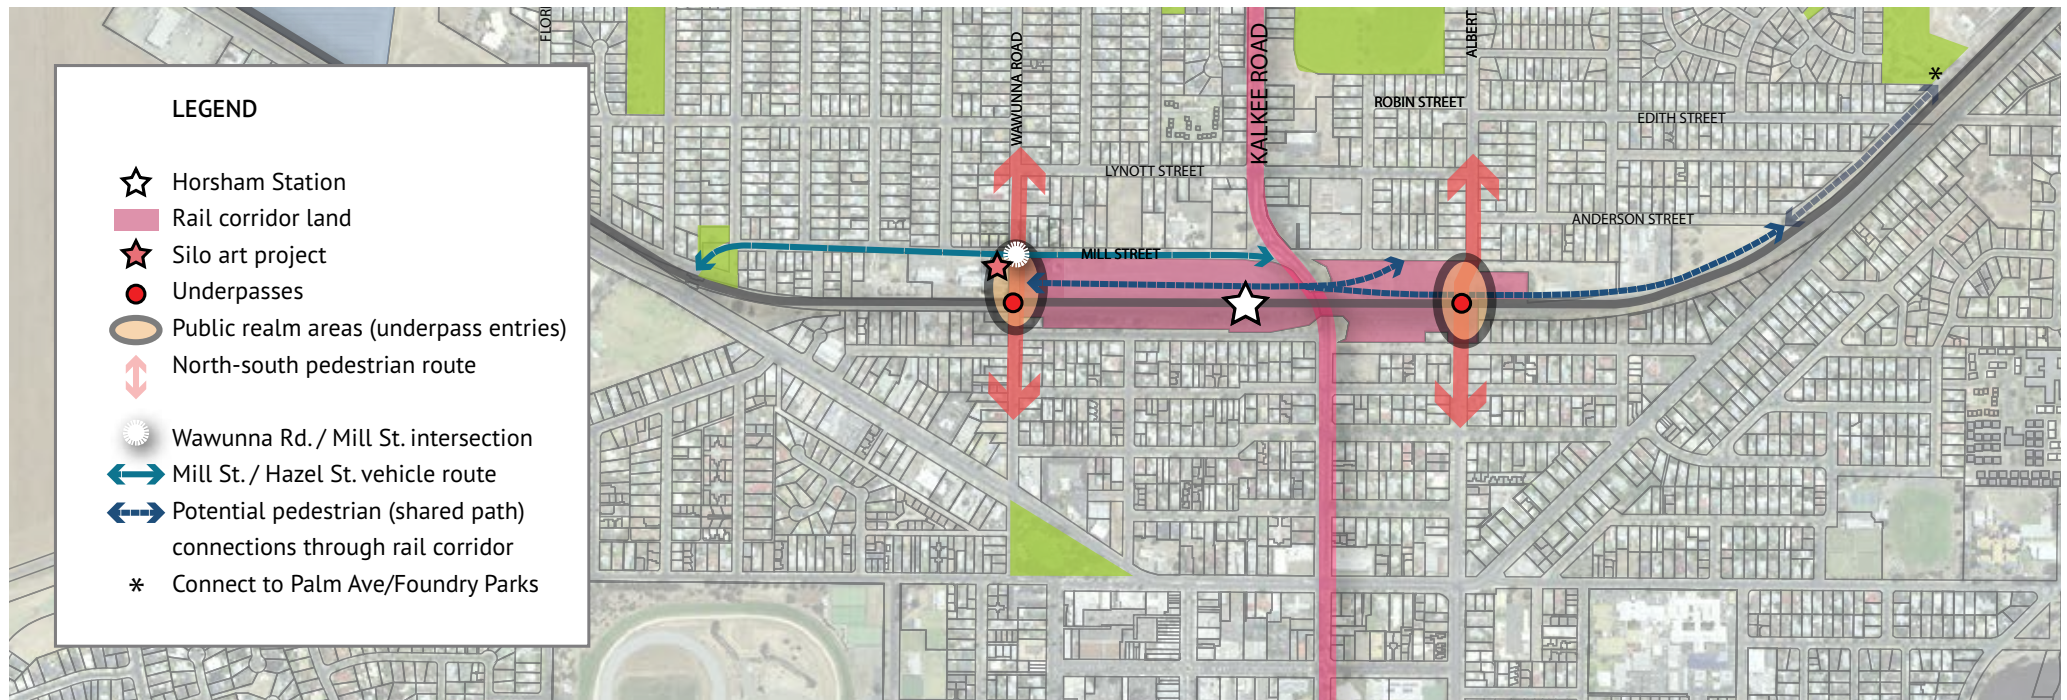 LEGEND
Horsham Station
Rail corridor land
Silo art project
Underpasses
Public realm areas (underpass entries)
North-south pedestrian route
Wawunna Rd. / Mill St. intersection
Mill St. / Hazel St. vehicle route
Potential pedestrian (shared path)
connections through rail corridor
* Connect to Palm Ave/Foundry Parks
FLORI
WAWUNNA ROAD
KALKEE ROAD
ALBERT
ROBIN STREET
EDITH STREET
LYNOTT STREET
ANDERSON STREET
MILL STREET
*